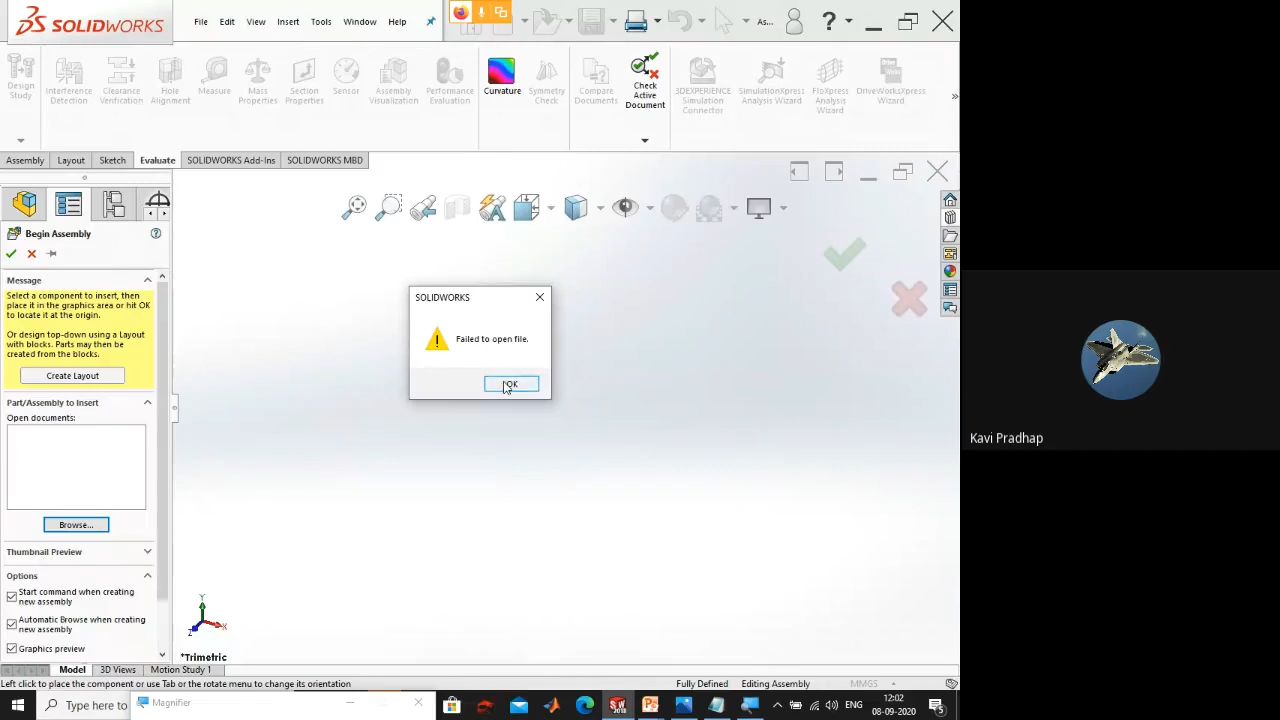 SOLIDWORKS
File Edit View Insert Tools Window Help
As...
Design Study
Interference Detection
Clearance Verification
Hole Alignment
Measure
Mass Properties
Section Properties
Sensor
Assembly Visualization
Performance Evaluation
Curvature
Symmetry Check
Compare Documents
Check Active Document
3DEXPERIENCE Simulation Connector
SimulationXpress Analysis Wizard
FloXpress Analysis Wizard
DriveWorksXpress Wizard
Assembly Layout Sketch Evaluate SOLIDWORKS Add-Ins SOLIDWORKS MBD
Begin Assembly
Message
Select a component to insert, then
place it in the graphics area or hit OK
to locate it at the origin.
Or design top-down using a Layout
with blocks. Parts may then be
created from the blocks.
Create Layout
Part/Assembly to Insert
Open documents:
Browse...
Thumbnail Preview
Options
Start command when creating
new assembly
Automatic Browse when creating
new assembly
Graphics preview
SOLIDWORKS
Failed to open file.
OK
Y
X
Z
*Trimetric
Model 3D Views Motion Study 1
Left click to place the component or use Tab or the rotate menu to change its orientation
Fully Defined Editing Assembly MMGS
Type here to
Magnifier
SW
2018
ENG
12:02
08-09-2020
5
Kavi Pradhap